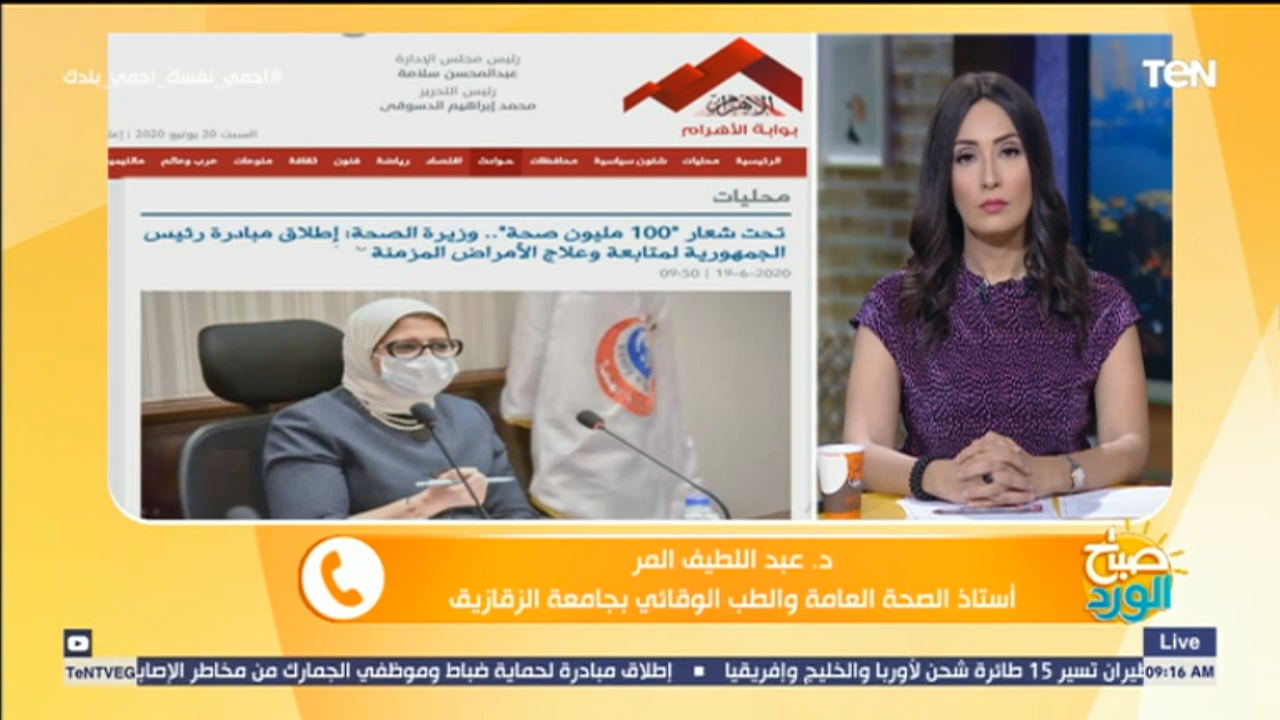 #احمي_نفسك_احمي_بلدك
TeN
رئيس مجلس الإدارة
عبدالمحسن سلامة
رئيس التحرير
محمد إبراهيم الدسوقي
الأهرام
بوابة الأهرام
السبت 20 يونيو 2020
الرئيسية محليات شئون سياسية محافظات حوادث اقتصاد رياضة فنون ثقافة منوعات عرب وعالم
محليات
تحت شعار "100 مليون صحة".. وزيرة الصحة: إطلاق مبادرة رئيس
الجمهورية لمتابعة وعلاج الأمراض المزمنة
19-6-2020 | 09:50
د. عبد اللطيف المر
أستاذ الصحة العامة والطب الوقائي بجامعة الزقازيق
صباح
الورد
Live
09:16 AM
تسير 15 طائرة شحن لأوربا والخليج وإفريقيا ■ إطلاق مبادرة لحماية ضباط وموظفي الجمارك من مخاطر
TeNTVEG